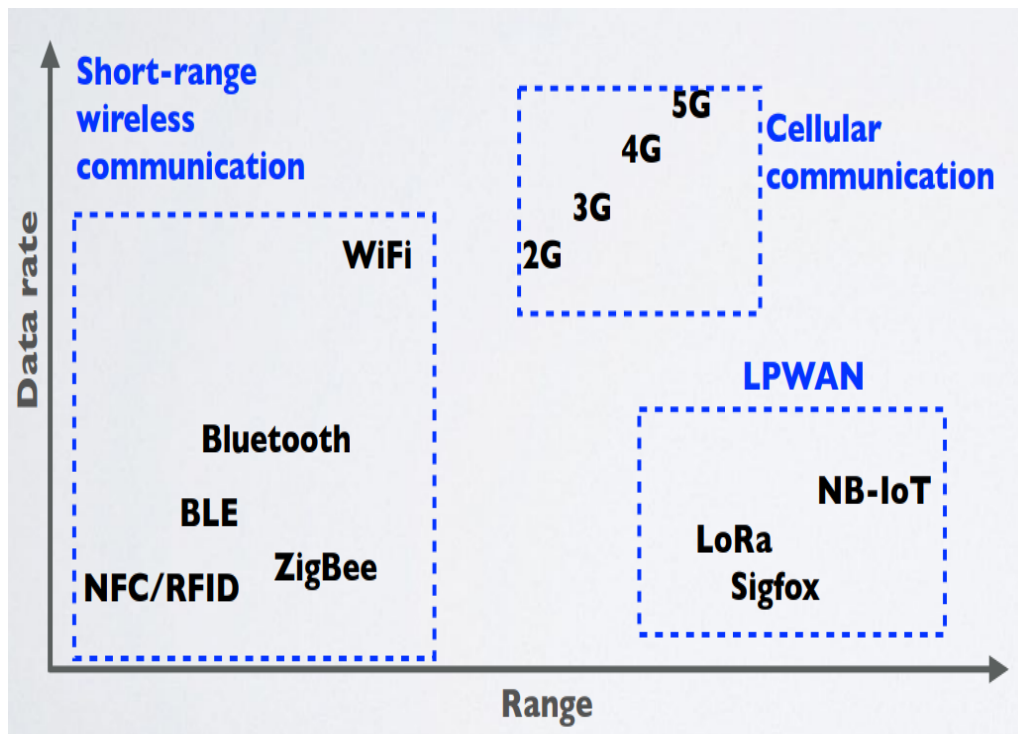 Short-range
wireless
communication
5G
4G
3G
2G
Cellular
communication
WiFi
Data rate
LPWAN
Bluetooth
BLE
ZigBee
NFC/RFID
NB-IoT
LoRa
Sigfox
Range